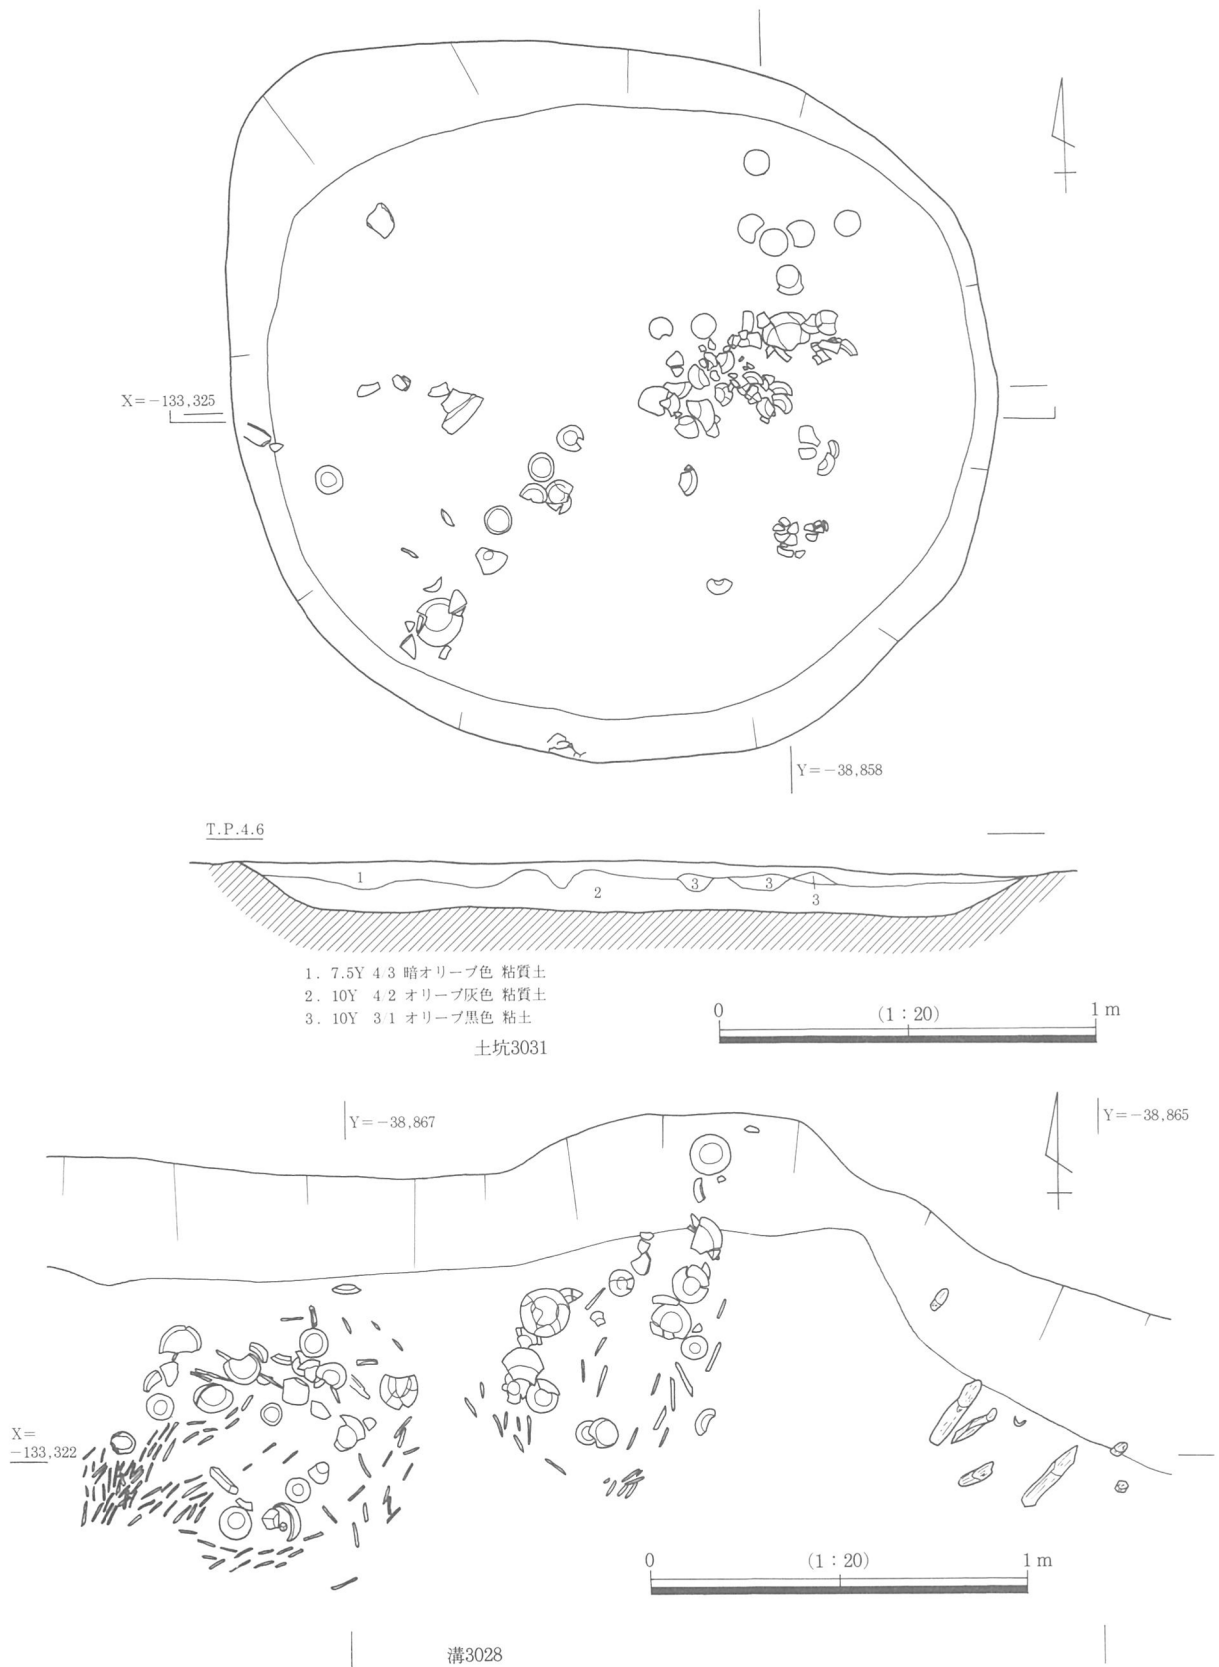 X=−133,325
Y=−38,858
T.P.4.6
1
2
3
3
3
1. 7.5Y 4/3 暗オリーブ色 粘質土
2. 10Y 4/2 オリーブ灰色 粘質土
3. 10Y 3/1 オリーブ黒色 粘土
0 (1:20) 1m
土坑3031
Y=−38,867
Y=−38,865
X=
−133,322
0 (1:20) 1m
溝3028